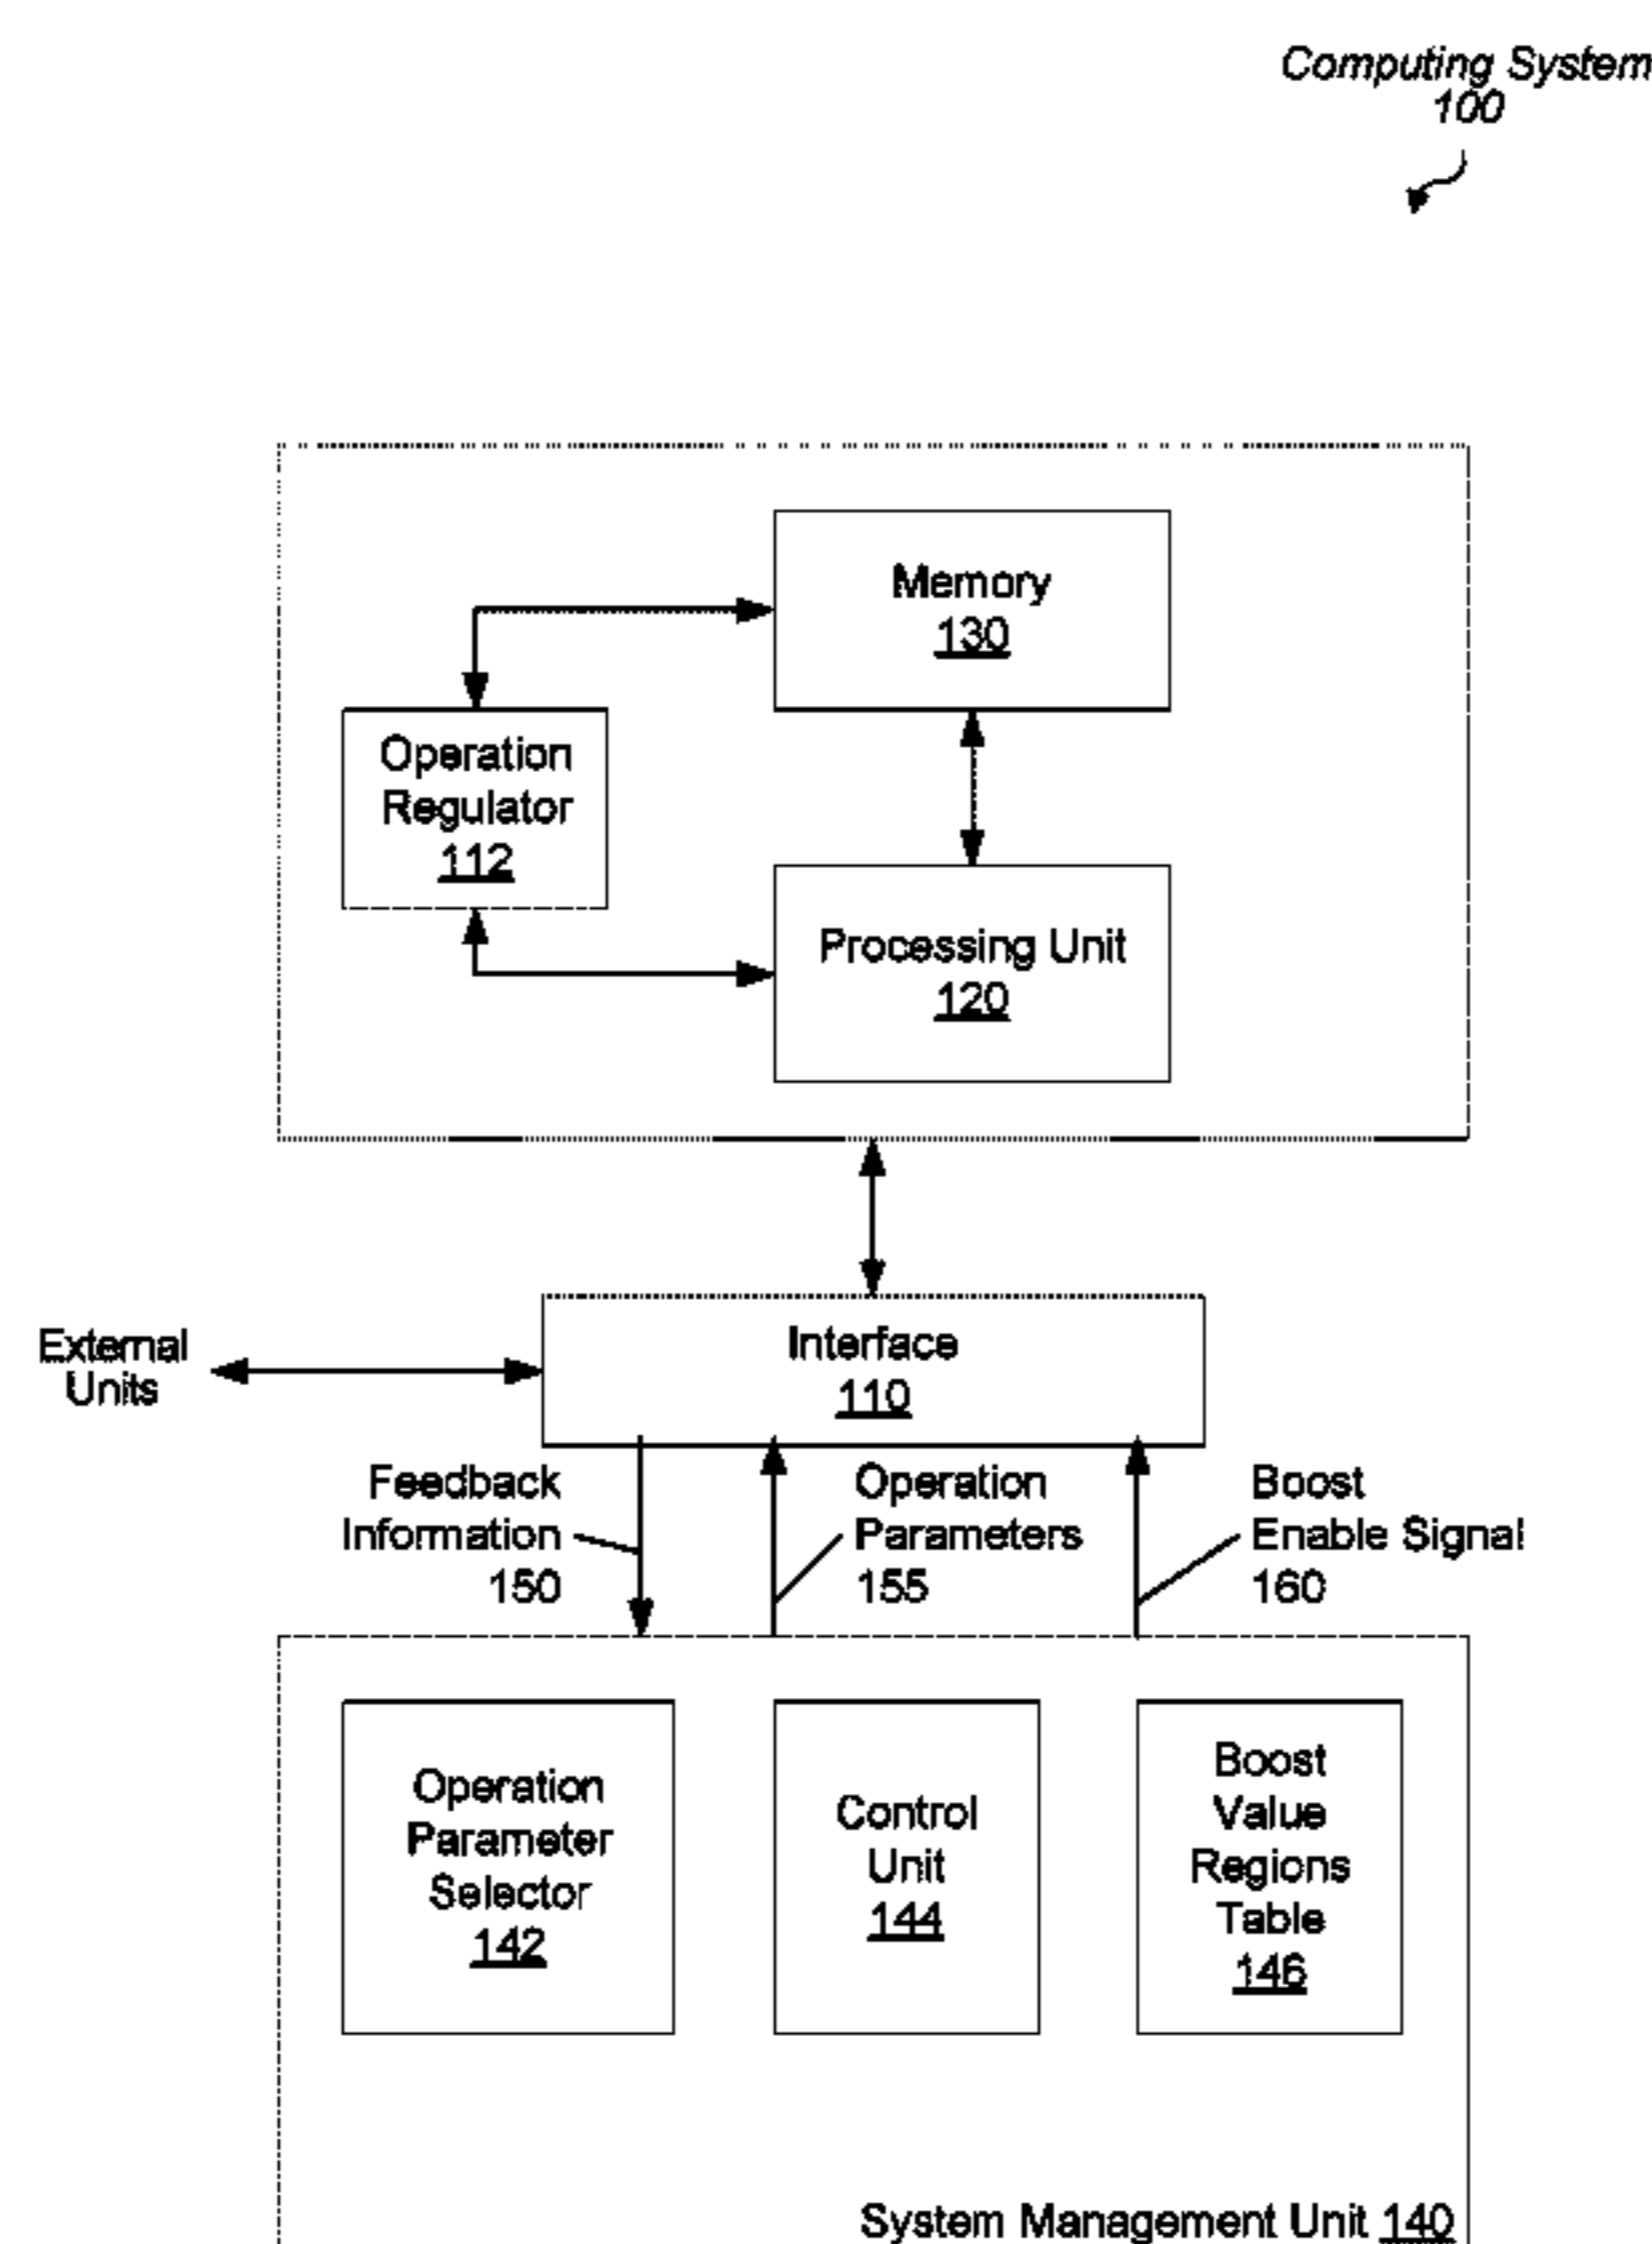 Computing System
100
Memory
130
Operation
Regulator
112
Processing Unit
120
External
Units
Interface
110
Feedback
Information
150
Operation
Parameters
155
Boost
Enable Signal
160
Operation
Parameter
Selector
142
Control
Unit
144
Boost
Value
Regions
Table
146
System Management Unit 140